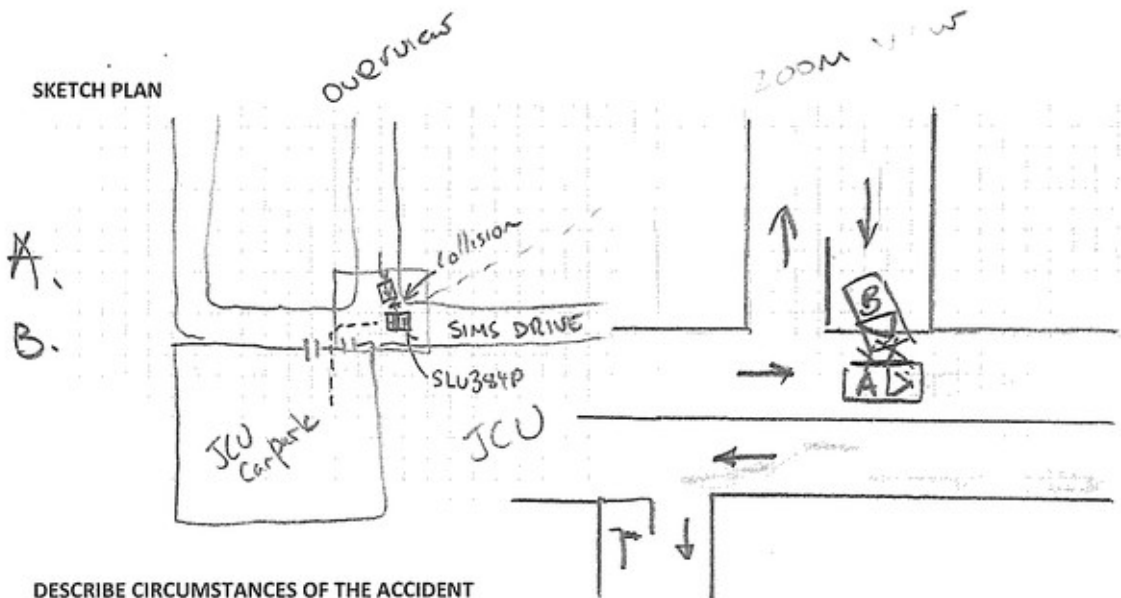 overview
ZOOM VIEW
SKETCH PLAN
collision
A.
B.
SIMS DRIVE
SLU384P
JCU
Carpark
JCU
B
A
DESCRIBE CIRCUMSTANCES OF THE ACCIDENT